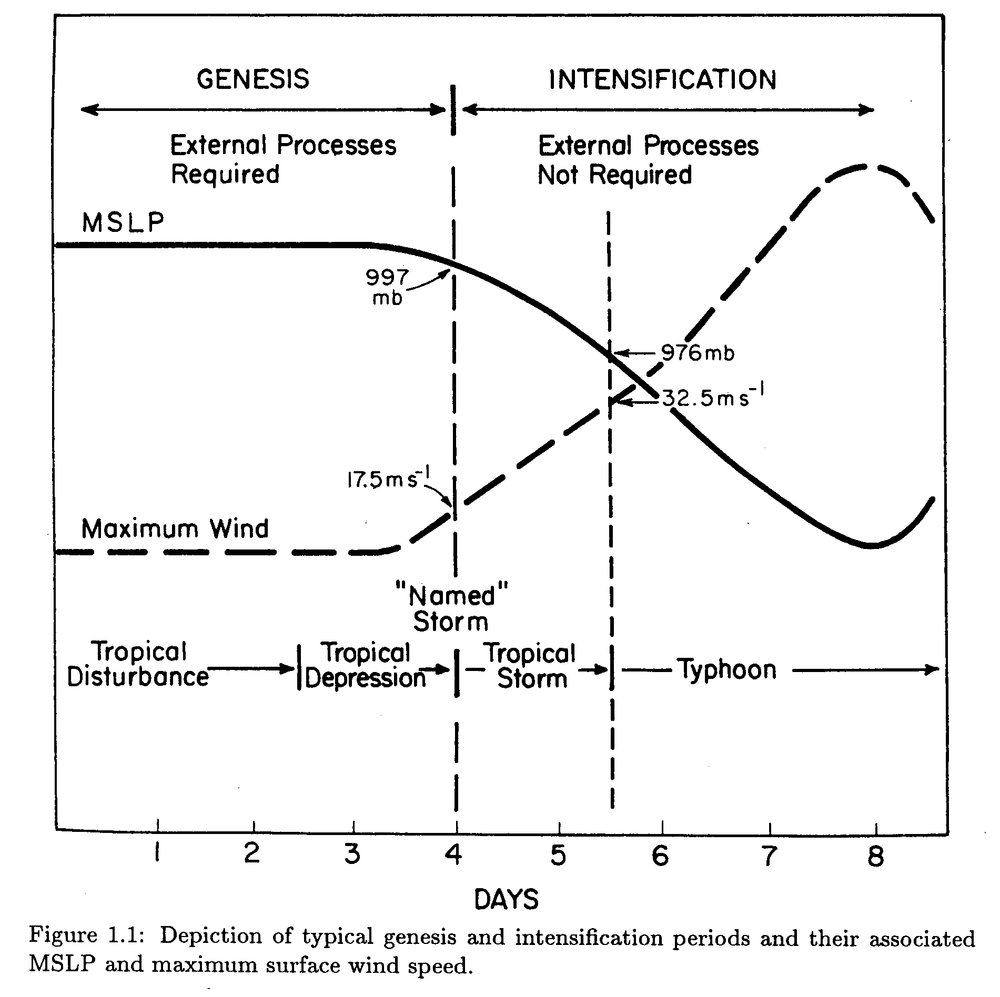 GENESIS
INTENSIFICATION
External Processes
Required
External Processes
Not Required
MSLP
997
mb
976mb
32.5ms⁻¹
17.5ms⁻¹
Maximum Wind
"Named"
Storm
Tropical
Disturbance
Tropical
Depression
Tropical
Storm
Typhoon
1 2 3 4 5 6 7 8
DAYS
Figure 1.1: Depiction of typical genesis and intensification periods and their associated
MSLP and maximum surface wind speed.